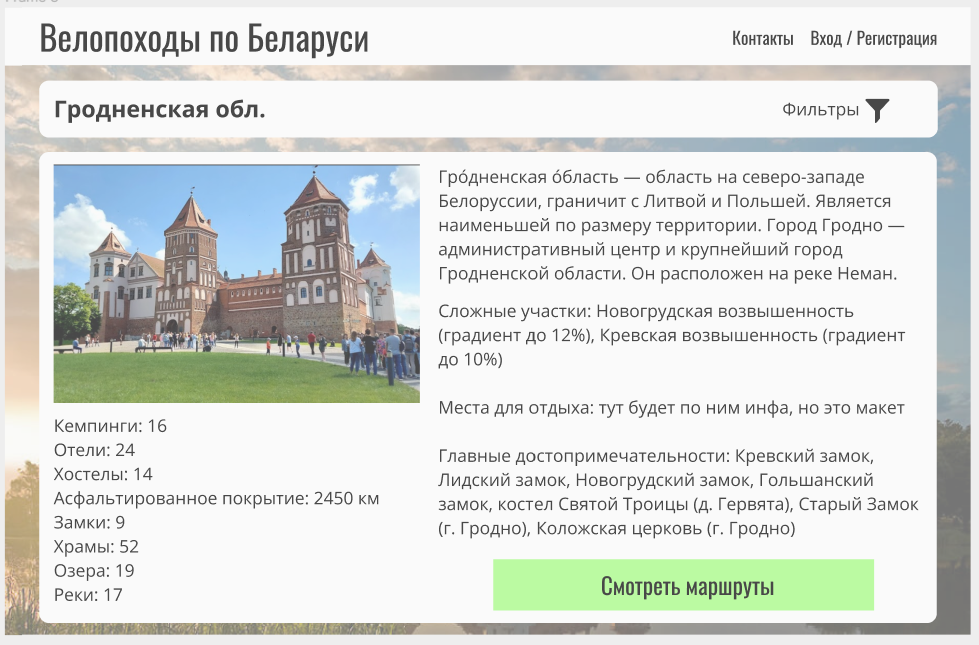 Велопоходы по Беларуси
Контакты
Вход / Регистрация
Гродненская обл.
Фильтры
Гро́дненская о́бласть — область на северо-западе
Белоруссии, граничит с Литвой и Польшей. Является
наименьшей по размеру территории. Город Гродно —
административный центр и крупнейший город
Гродненской области. Он расположен на реке Неман.
Сложные участки: Новогрудская возвышенность
(градиент до 12%), Кревская возвышенность (градиент
до 10%)
Места для отдыха: тут будет по ним инфа, но это макет
Главные достопримечательности: Кревский замок,
Лидский замок, Новогрудский замок, Гольшанский
замок, костел Святой Троицы (д. Гервята), Старый Замок
(г. Гродно), Коложская церковь (г. Гродно)
Кемпинги: 16
Отели: 24
Хостелы: 14
Асфальтированное покрытие: 2450 км
Замки: 9
Храмы: 52
Озера: 19
Реки: 17
Смотреть маршруты